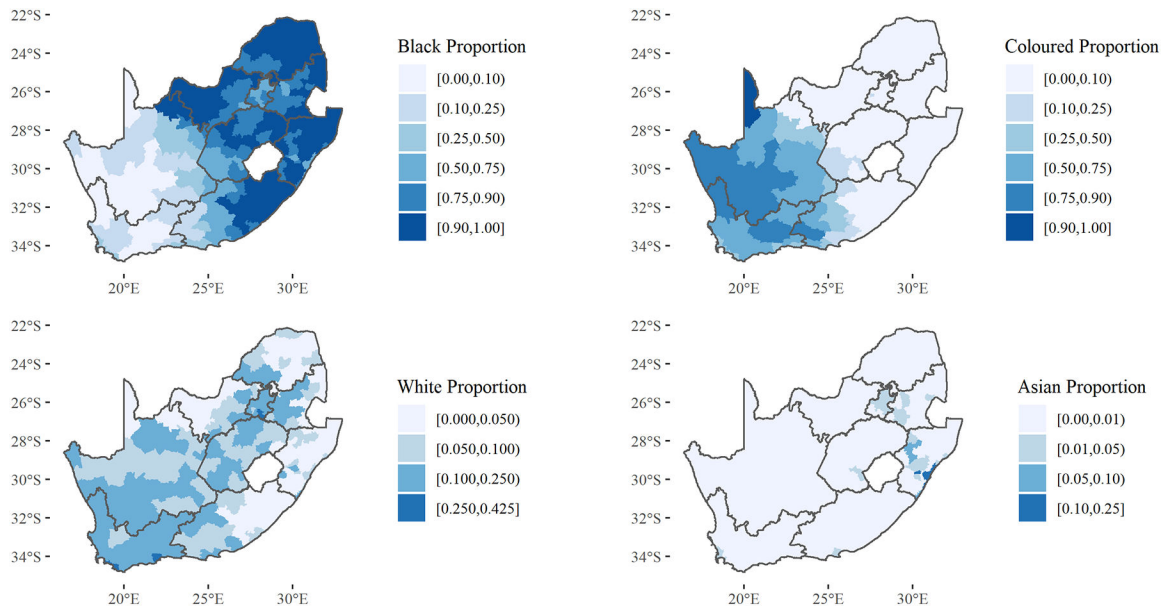 22°S
24°S
26°S
28°S
30°S
32°S
34°S
20°E 25°E 30°E
Black Proportion
[0.00,0.10)
[0.10,0.25)
[0.25,0.50)
[0.50,0.75)
[0.75,0.90)
[0.90,1.00]
22°S
24°S
26°S
28°S
30°S
32°S
34°S
20°E 25°E 30°E
Coloured Proportion
[0.00,0.10)
[0.10,0.25)
[0.25,0.50)
[0.50,0.75)
[0.75,0.90)
[0.90,1.00]
22°S
24°S
26°S
28°S
30°S
32°S
34°S
20°E 25°E 30°E
White Proportion
[0.000,0.050)
[0.050,0.100)
[0.100,0.250)
[0.250,0.425]
22°S
24°S
26°S
28°S
30°S
32°S
34°S
20°E 25°E 30°E
Asian Proportion
[0.00,0.01)
[0.01,0.05)
[0.05,0.10)
[0.10,0.25]